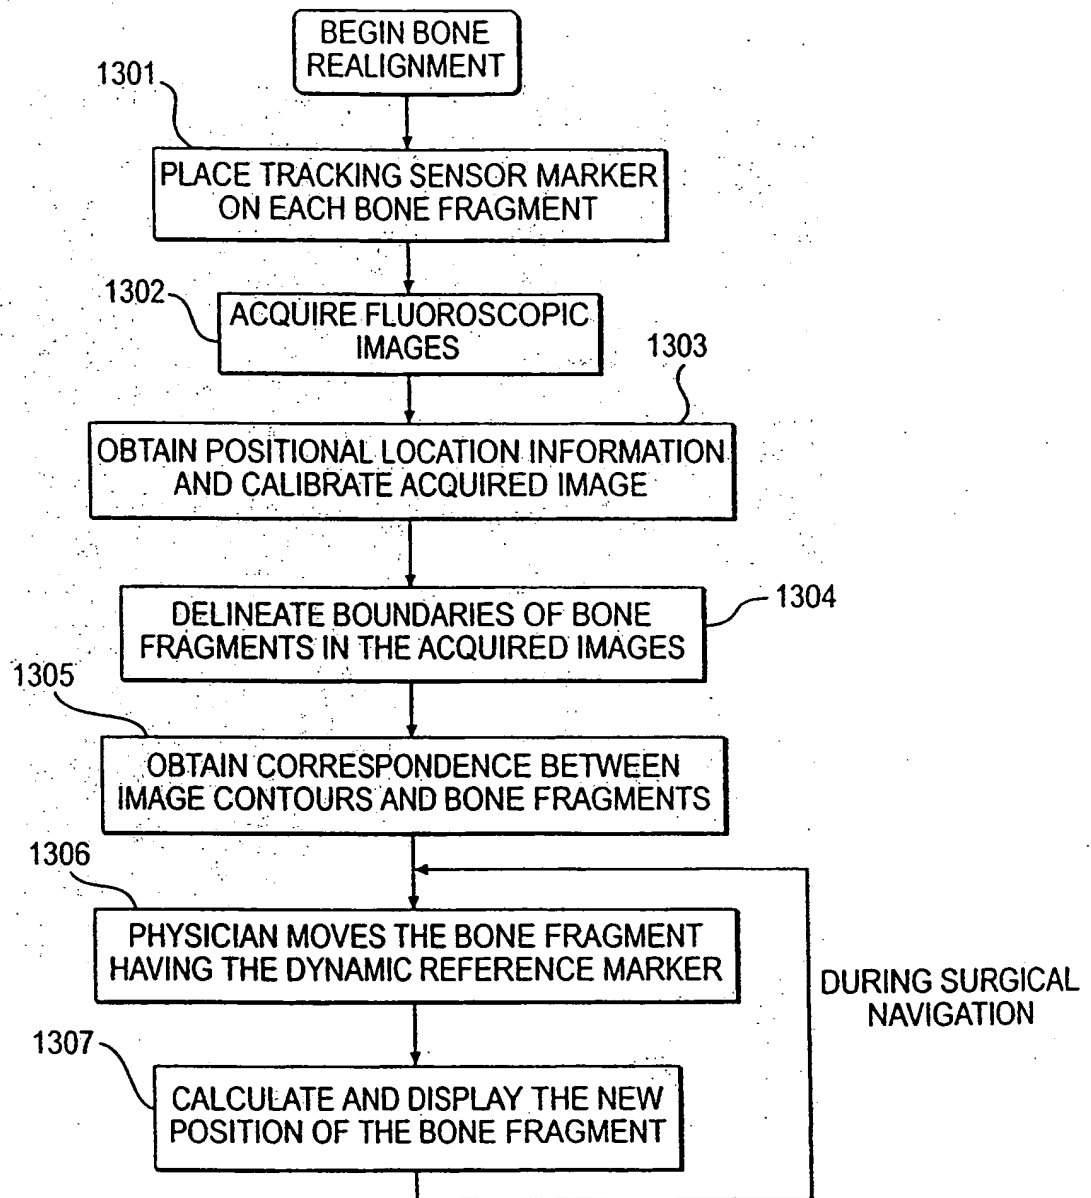 BEGIN BONE
REALIGNMENT
1301
PLACE TRACKING SENSOR MARKER
ON EACH BONE FRAGMENT
1302
ACQUIRE FLUOROSCOPIC
IMAGES
1303
OBTAIN POSITIONAL LOCATION INFORMATION
AND CALIBRATE ACQUIRED IMAGE
1304
DELINEATE BOUNDARIES OF BONE
FRAGMENTS IN THE ACQUIRED IMAGES
1305
OBTAIN CORRESPONDENCE BETWEEN
IMAGE CONTOURS AND BONE FRAGMENTS
1306
PHYSICIAN MOVES THE BONE FRAGMENT
HAVING THE DYNAMIC REFERENCE MARKER
DURING SURGICAL
NAVIGATION
1307
CALCULATE AND DISPLAY THE NEW
POSITION OF THE BONE FRAGMENT